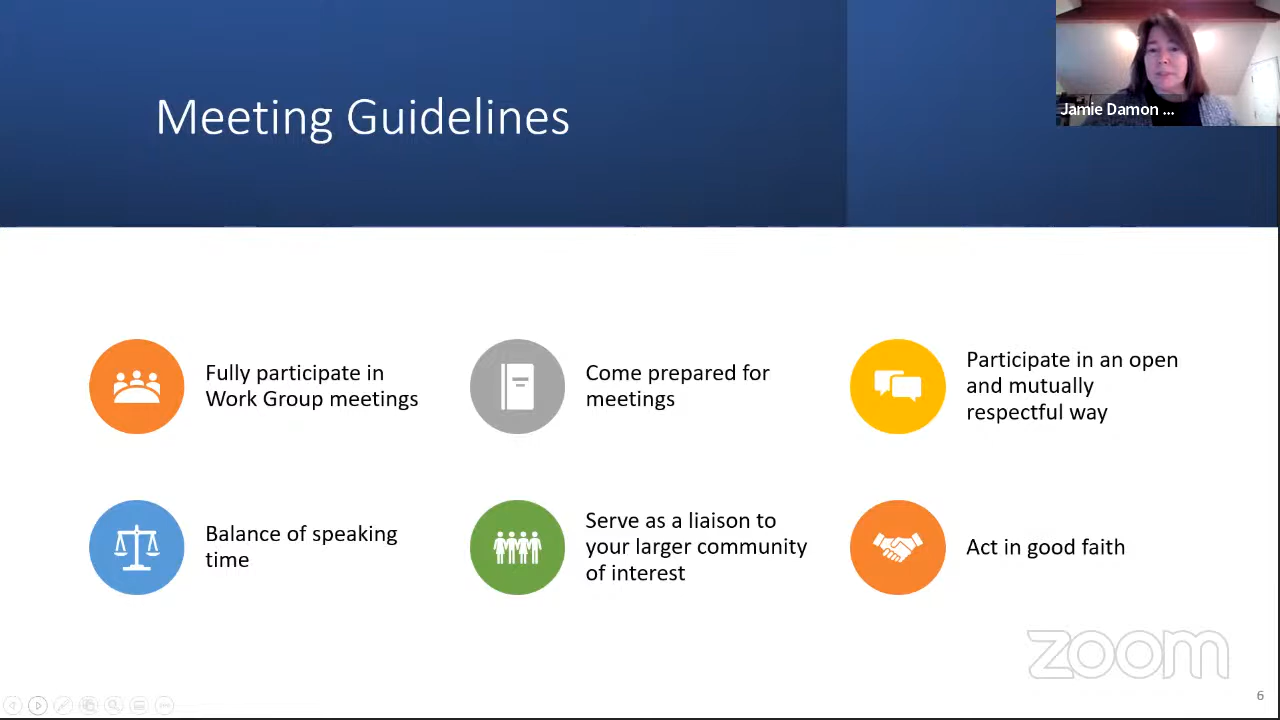 Meeting Guidelines
Jamie Damon ...
Fully participate in
Work Group meetings
Come prepared for
meetings
Participate in an open
and mutually
respectful way
Balance of speaking
time
Serve as a liaison to
your larger community
of interest
Act in good faith
zoom
6